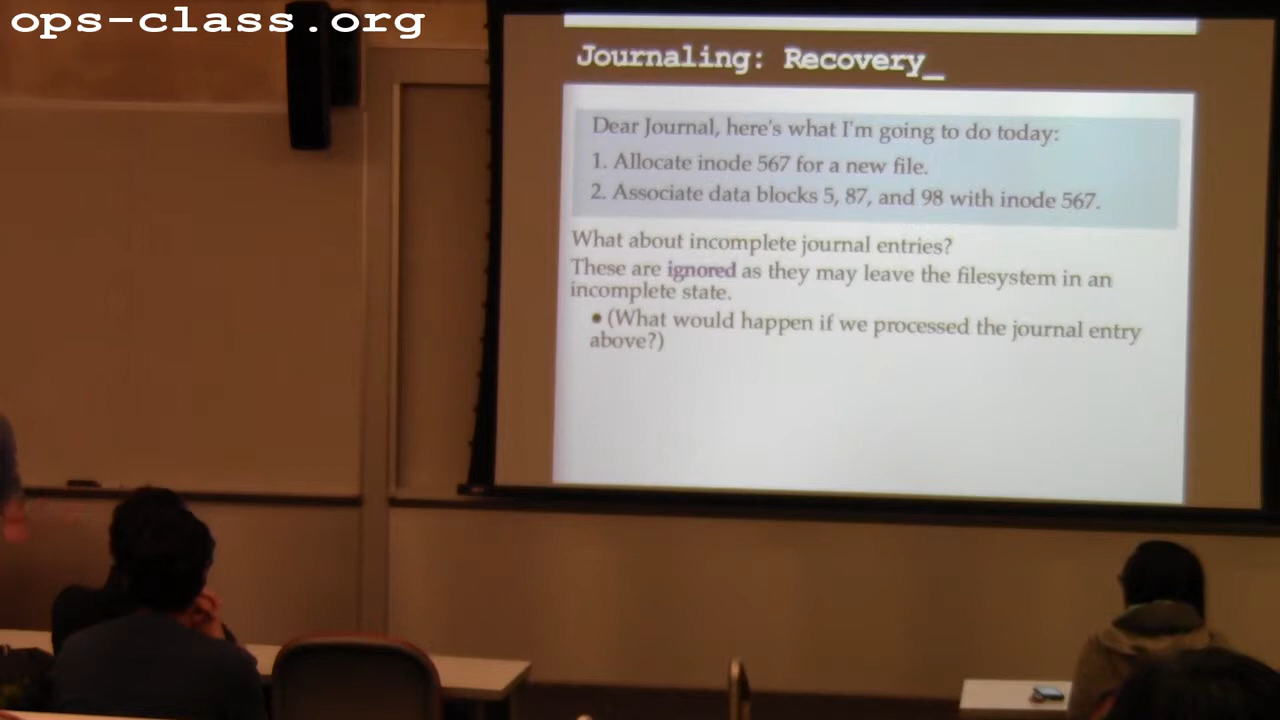 ops-class.org
Journaling: Recovery_
Dear Journal, here's what I'm going to do today:
1. Allocate inode 567 for a new file.
2. Associate data blocks 5, 87, and 98 with inode 567.
What about incomplete journal entries?
These are ignored as they may leave the filesystem in an
incomplete state.
• (What would happen if we processed the journal entry
above?)